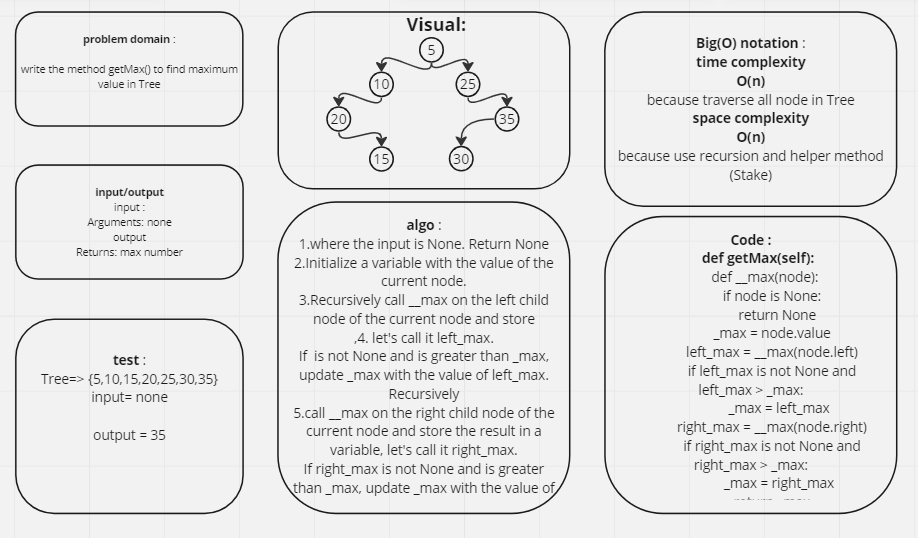 problem domain :
write the method getMax() to find maximum
value in Tree
input/output
input :
Arguments: none
output
Returns: max number
test :
Tree=> {5,10,15,20,25,30,35}
input= none
output = 35
Visual:
5
10
25
20
35
15
30
algo :
1.where the input is None. Return None
2.Initialize a variable with the value of the
current node.
3.Recursively call __max on the left child
node of the current node and store
,4. let's call it left_max.
If  is not None and is greater than _max,
update _max with the value of left_max.
Recursively
5.call __max on the right child node of the
current node and store the result in a
variable, let's call it right_max.
If right_max is not None and is greater
than _max, update _max with the value of
Big(O) notation :
time complexity
O(n)
because traverse all node in Tree
space complexity
O(n)
because use recursion and helper method
(Stake)
Code :
def getMax(self):
def __max(node):
if node is None:
return None
_max = node.value
left_max = __max(node.left)
if left_max is not None and
left_max > _max:
_max = left_max
right_max = __max(node.right)
if right_max is not None and
right_max > _max:
_max = right_max